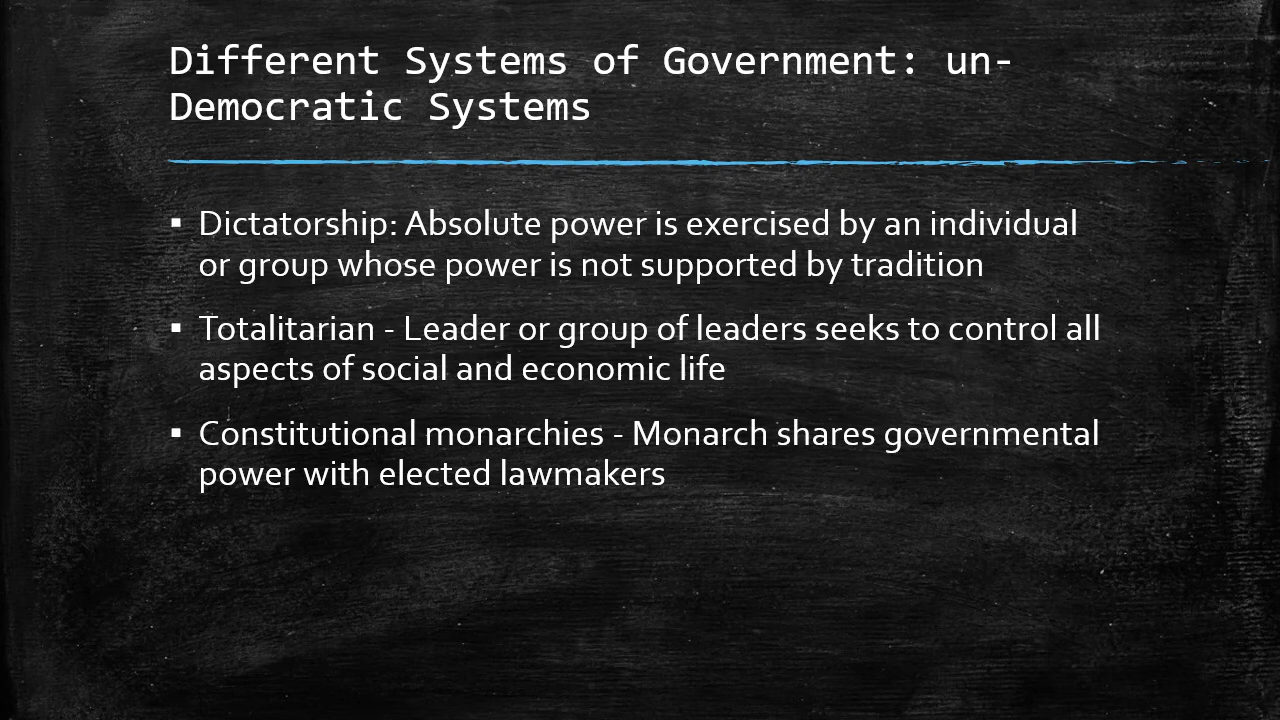 Different Systems of Government: un-
Democratic Systems
▪ Dictatorship: Absolute power is exercised by an individual
or group whose power is not supported by tradition
▪ Totalitarian - Leader or group of leaders seeks to control all
aspects of social and economic life
▪ Constitutional monarchies - Monarch shares governmental
power with elected lawmakers